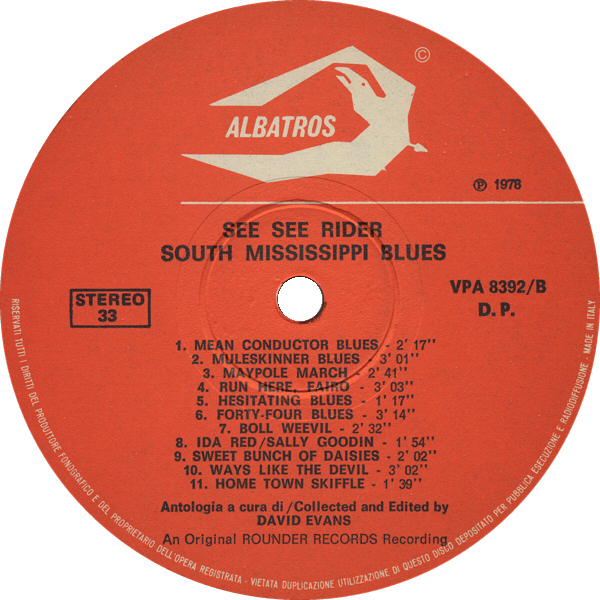 ©
ALBATROS
℗ 1978
SEE SEE RIDER
SOUTH MISSISSIPPI BLUES
STEREO
33
VPA 8392/B
D. P.
1. MEAN CONDUCTOR BLUES - 2' 17''
2. MULESKINNER BLUES - 3' 01''
3. MAYPOLE MARCH - 2' 41''
4. RUN HERE, FAIRO - 3' 03''
5. HESITATING BLUES - 1' 17''
6. FORTY-FOUR BLUES - 3' 14''
7. BOLL WEEVIL - 2' 32''
8. IDA RED/SALLY GOODIN - 1' 54''
9. SWEET BUNCH OF DAISIES - 2' 02''
10. WAYS LIKE THE DEVIL - 3' 02''
11. HOME TOWN SKIFFLE - 1' 39''
Antologia a cura di/Collected and Edited by
DAVID EVANS
An Original ROUNDER RECORDS Recording
RISERVATI TUTTI I DIRITTI DEL PRODUTTORE FONOGRAFICO E DEL PROPRIETARIO DELL'OPERA REGISTRATA - VIETATA DUPLICAZIONE UTILIZZAZIONE DI QUESTO DISCO DEPOSITATO PER PUBBLICA ESECUZIONE E RADIODIFFUSIONE - MADE IN ITALY